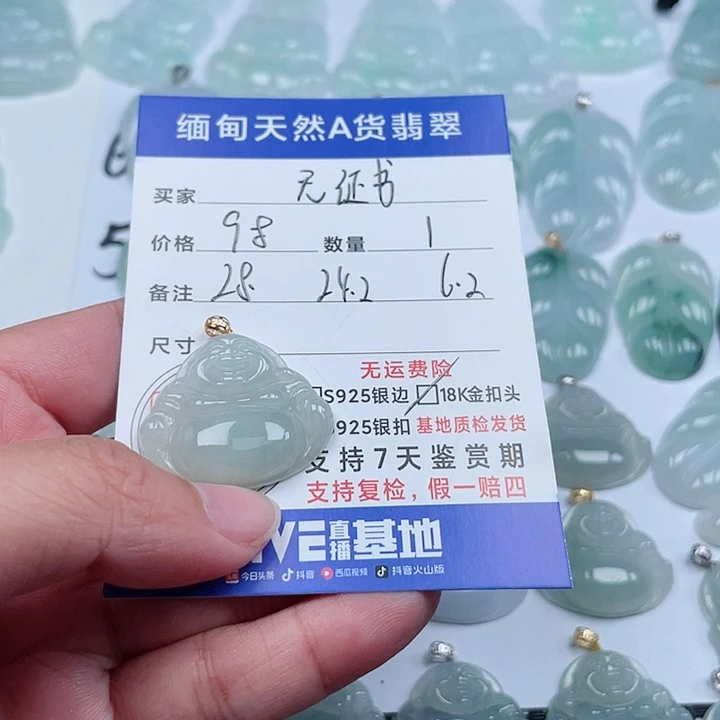 缅甸天然A货翡翠
买家 无证书
价格 98 数量 1
备注 28. 24.2 6.2
尺寸
无运费险
S925银边 18K金扣头
925银扣 基地质检发货
支持7天鉴赏期
支持复检，假一赔四
IVE直播基地
今日头条 抖音 西瓜视频 抖音火山版